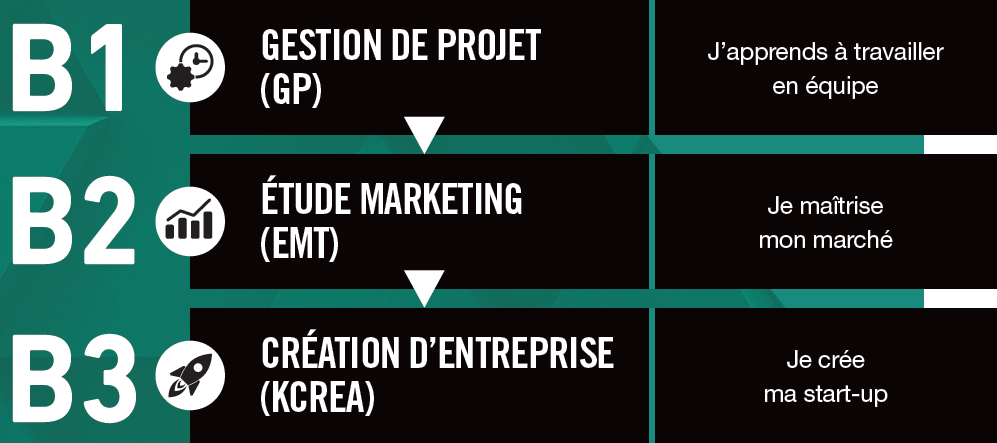 B1
GESTION DE PROJET
(GP)
J’apprends à travailler
en équipe
B2
ÉTUDE MARKETING
(EMT)
Je maîtrise
mon marché
B3
CRÉATION D’ENTREPRISE
(KCREA)
Je crée
ma start-up